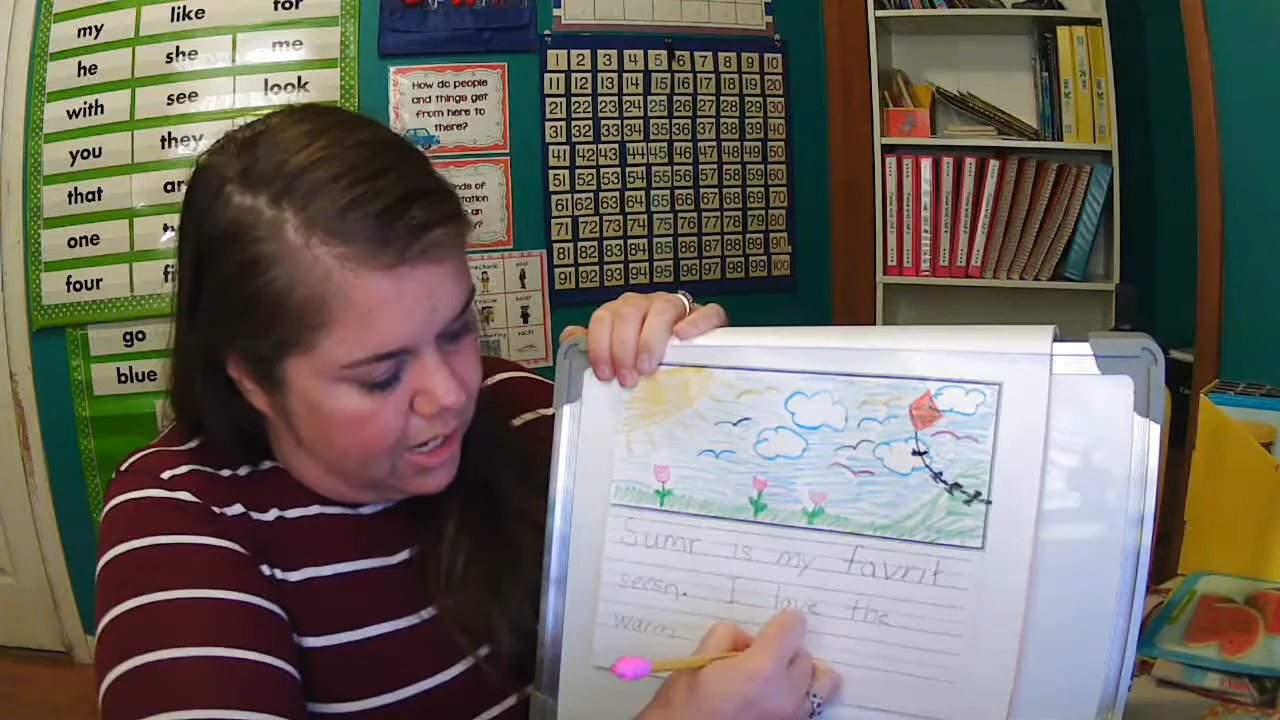 my like for
he she me
with see look
you they
that
one
four
go
blue
How do people
and things get
from here to
there?
1 2 3 4 5 6 7 8 9 10
11 12 13 14 15 16 17 18 19 20
21 22 23 24 25 26 27 28 29 30
31 32 33 34 35 36 37 38 39 40
41 42 43 44 45 46 47 48 49 50
51 52 53 54 55 56 57 58 59 60
61 62 63 64 65 66 67 68 69 70
71 72 73 74 75 76 77 78 79 80
81 82 83 84 85 86 87 88 89 90
91 92 93 94 95 96 97 98 99 100
Sumr is my favrit
seesn. I love the
warm